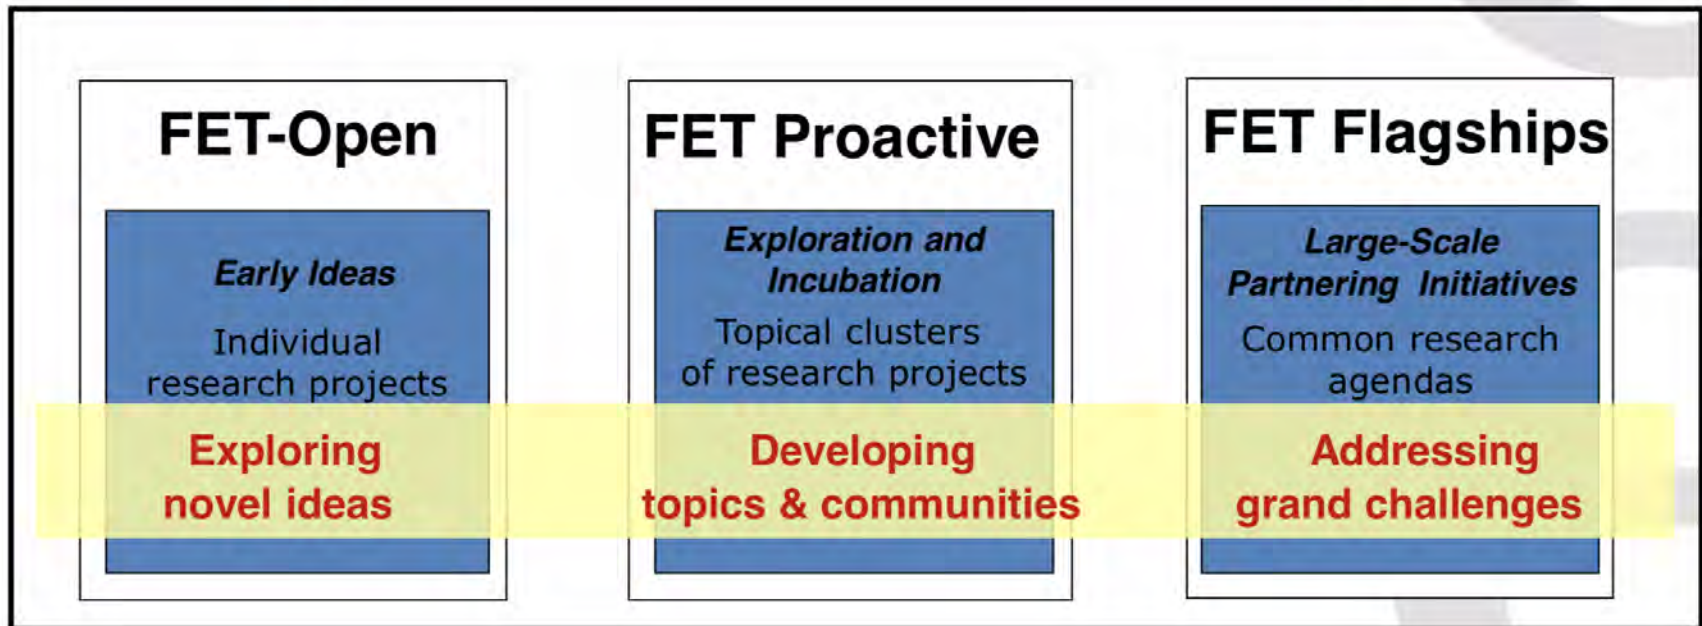 FET-Open
Early Ideas
Individual
research projects
Exploring
novel ideas
FET Proactive
Exploration and
Incubation
Topical clusters
of research projects
Developing
topics & communities
FET Flagships
Large-Scale
Partnering Initiatives
Common research
agendas
Addressing
grand challenges